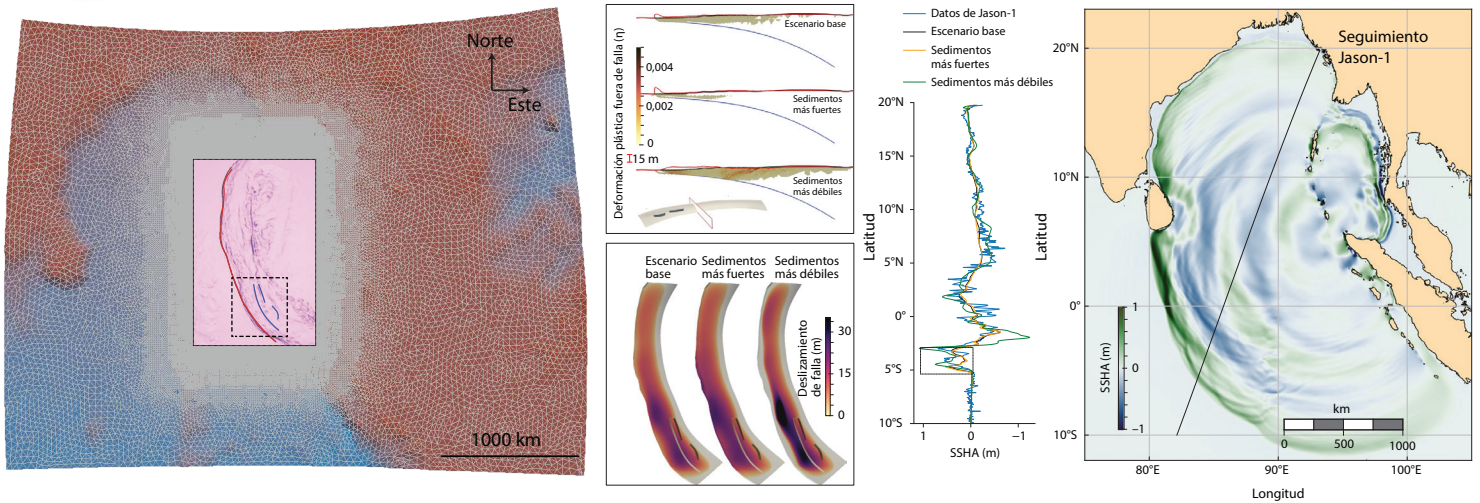 Norte
Este
1000 km
Deformación plástica fuera de falla (η)
0,004
0,002
0
15 m
Escenario base
Sedimentos
más fuertes
Sedimentos
más débiles
Escenario
base
Sedimentos
más fuertes
Sedimentos
más débiles
Deslizamiento
de falla (m)
30
15
0
Datos de Jason-1
Escenario base
Sedimentos
más fuertes
Sedimentos más débiles
Latitud
20°N
15°N
10°N
5°N
0°
5°S
10°S
1
0
−1
SSHA (m)
Seguimiento
Jason-1
Latitud
20°N
10°N
0°
10°S
SSHA (m)
1
0
−1
km
0
500
1000
80°E
90°E
100°E
Longitud